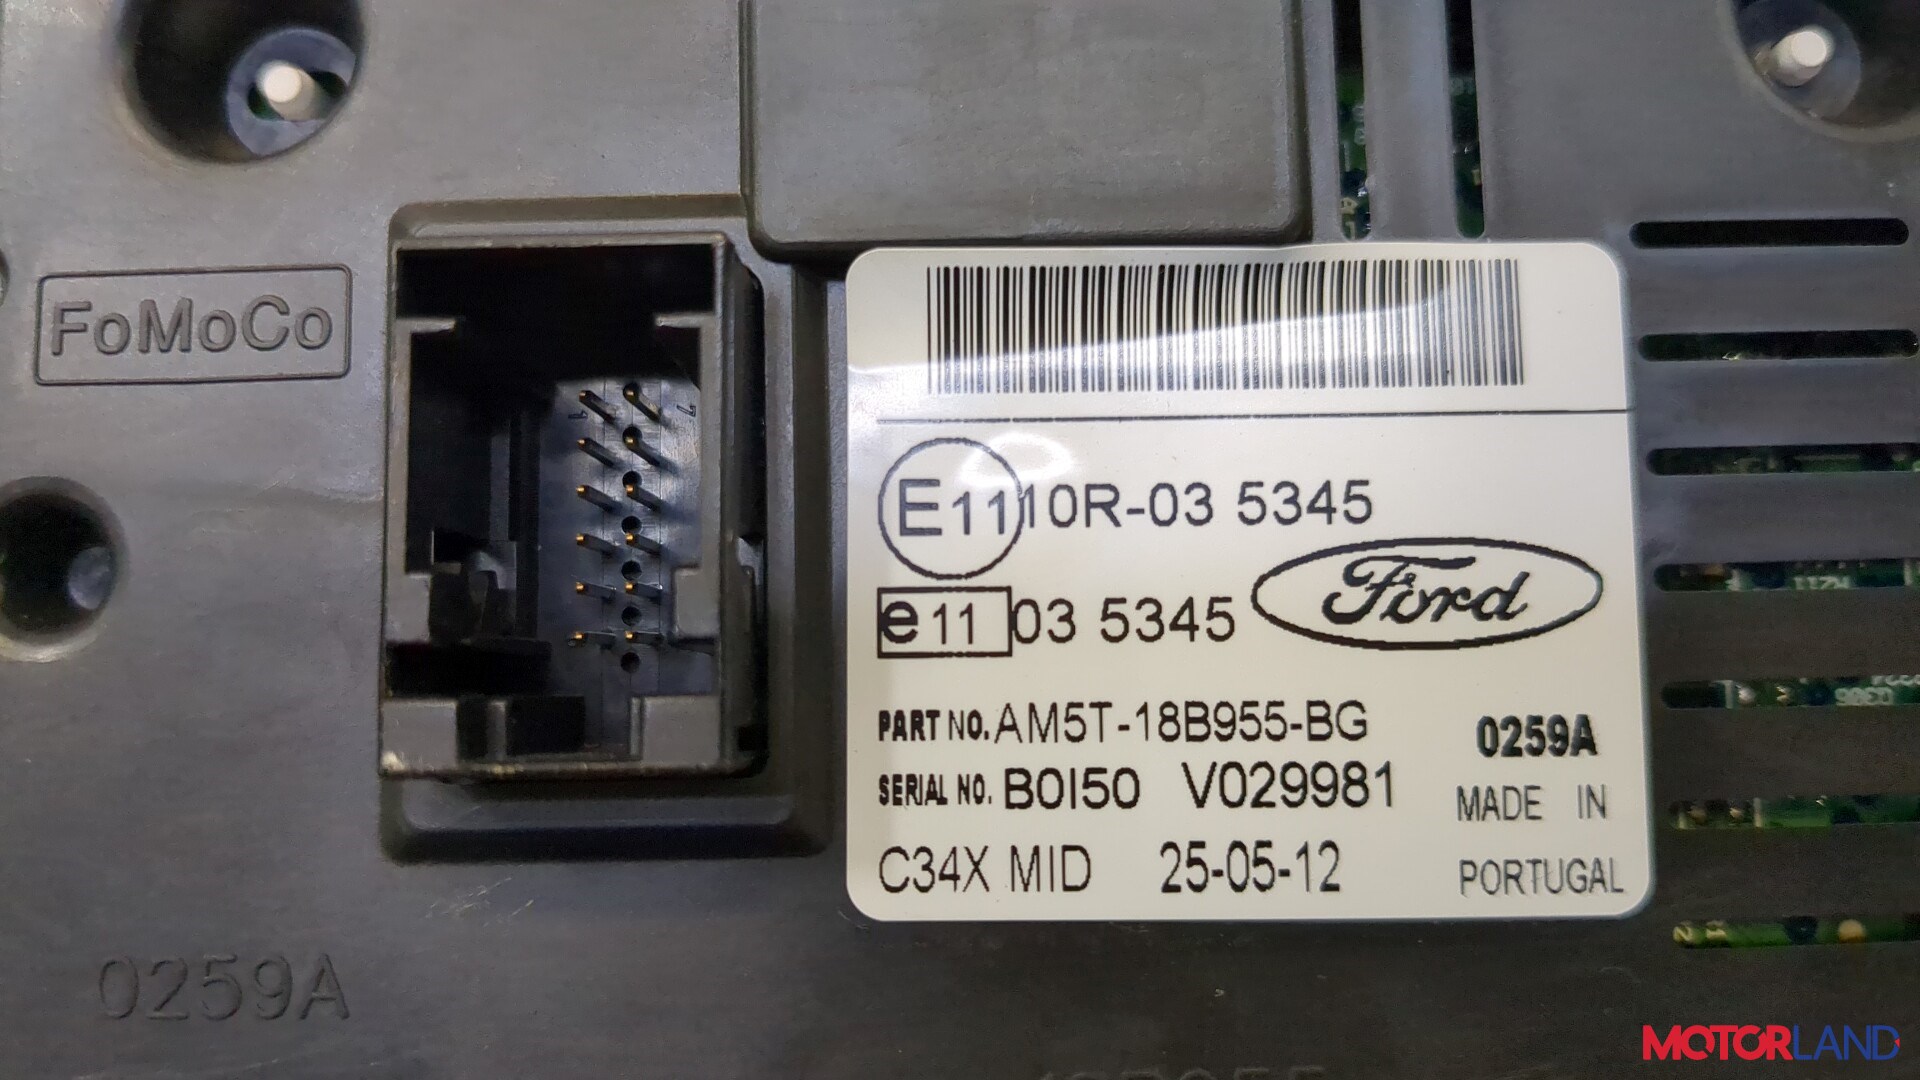 FoMoCo
E11 10R-03 5345
e11 03 5345
Ford
PART NO. AM5T-18B955-BG
0259A
SERIAL NO. BOI50 V029981
MADE IN
C34X MID 25-05-12
PORTUGAL
0259A
MOTORLAND